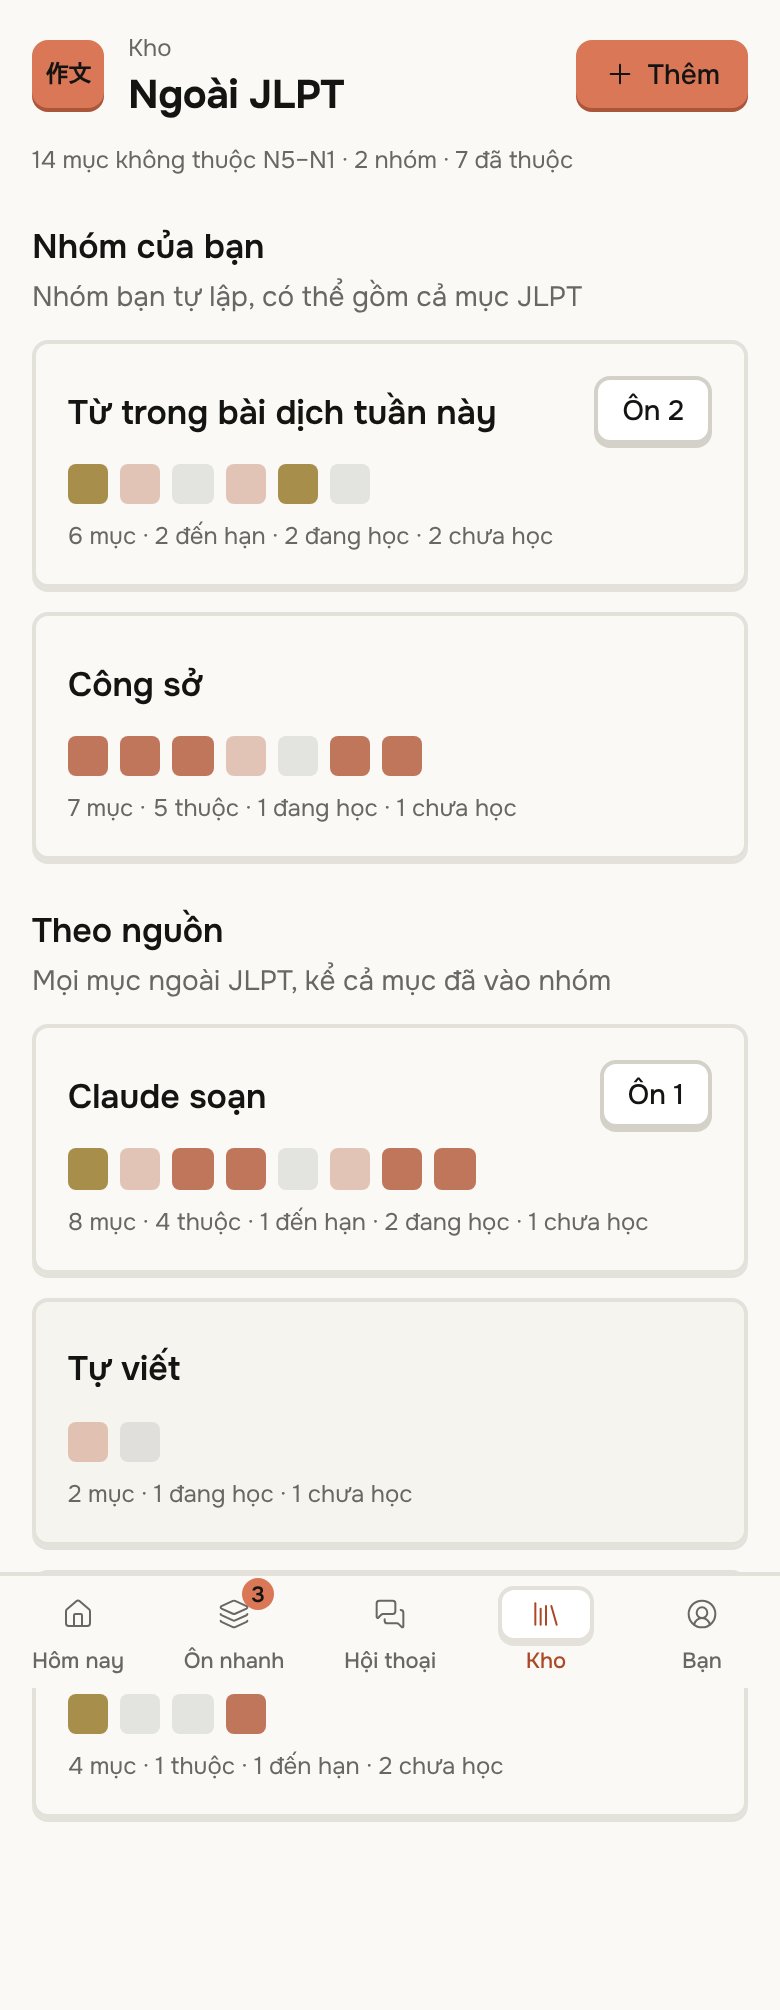 作文
Kho
Ngoài JLPT
Thêm
14 mục không thuộc N5–N1 · 2 nhóm · 7 đã thuộc
Nhóm của bạn
Nhóm bạn tự lập, có thể gồm cả mục JLPT
Từ trong bài dịch tuần này
Ôn 2
6 mục · 2 đến hạn · 2 đang học · 2 chưa học
Công sở
7 mục · 5 thuộc · 1 đang học · 1 chưa học
Theo nguồn
Mọi mục ngoài JLPT, kể cả mục đã vào nhóm
Claude soạn
Ôn 1
8 mục · 4 thuộc · 1 đến hạn · 2 đang học · 1 chưa học
Tự viết
2 mục · 1 đang học · 1 chưa học
3
Hôm nay
Ôn nhanh
Hội thoại
Kho
Bạn
4 mục · 1 thuộc · 1 đến hạn · 2 chưa học